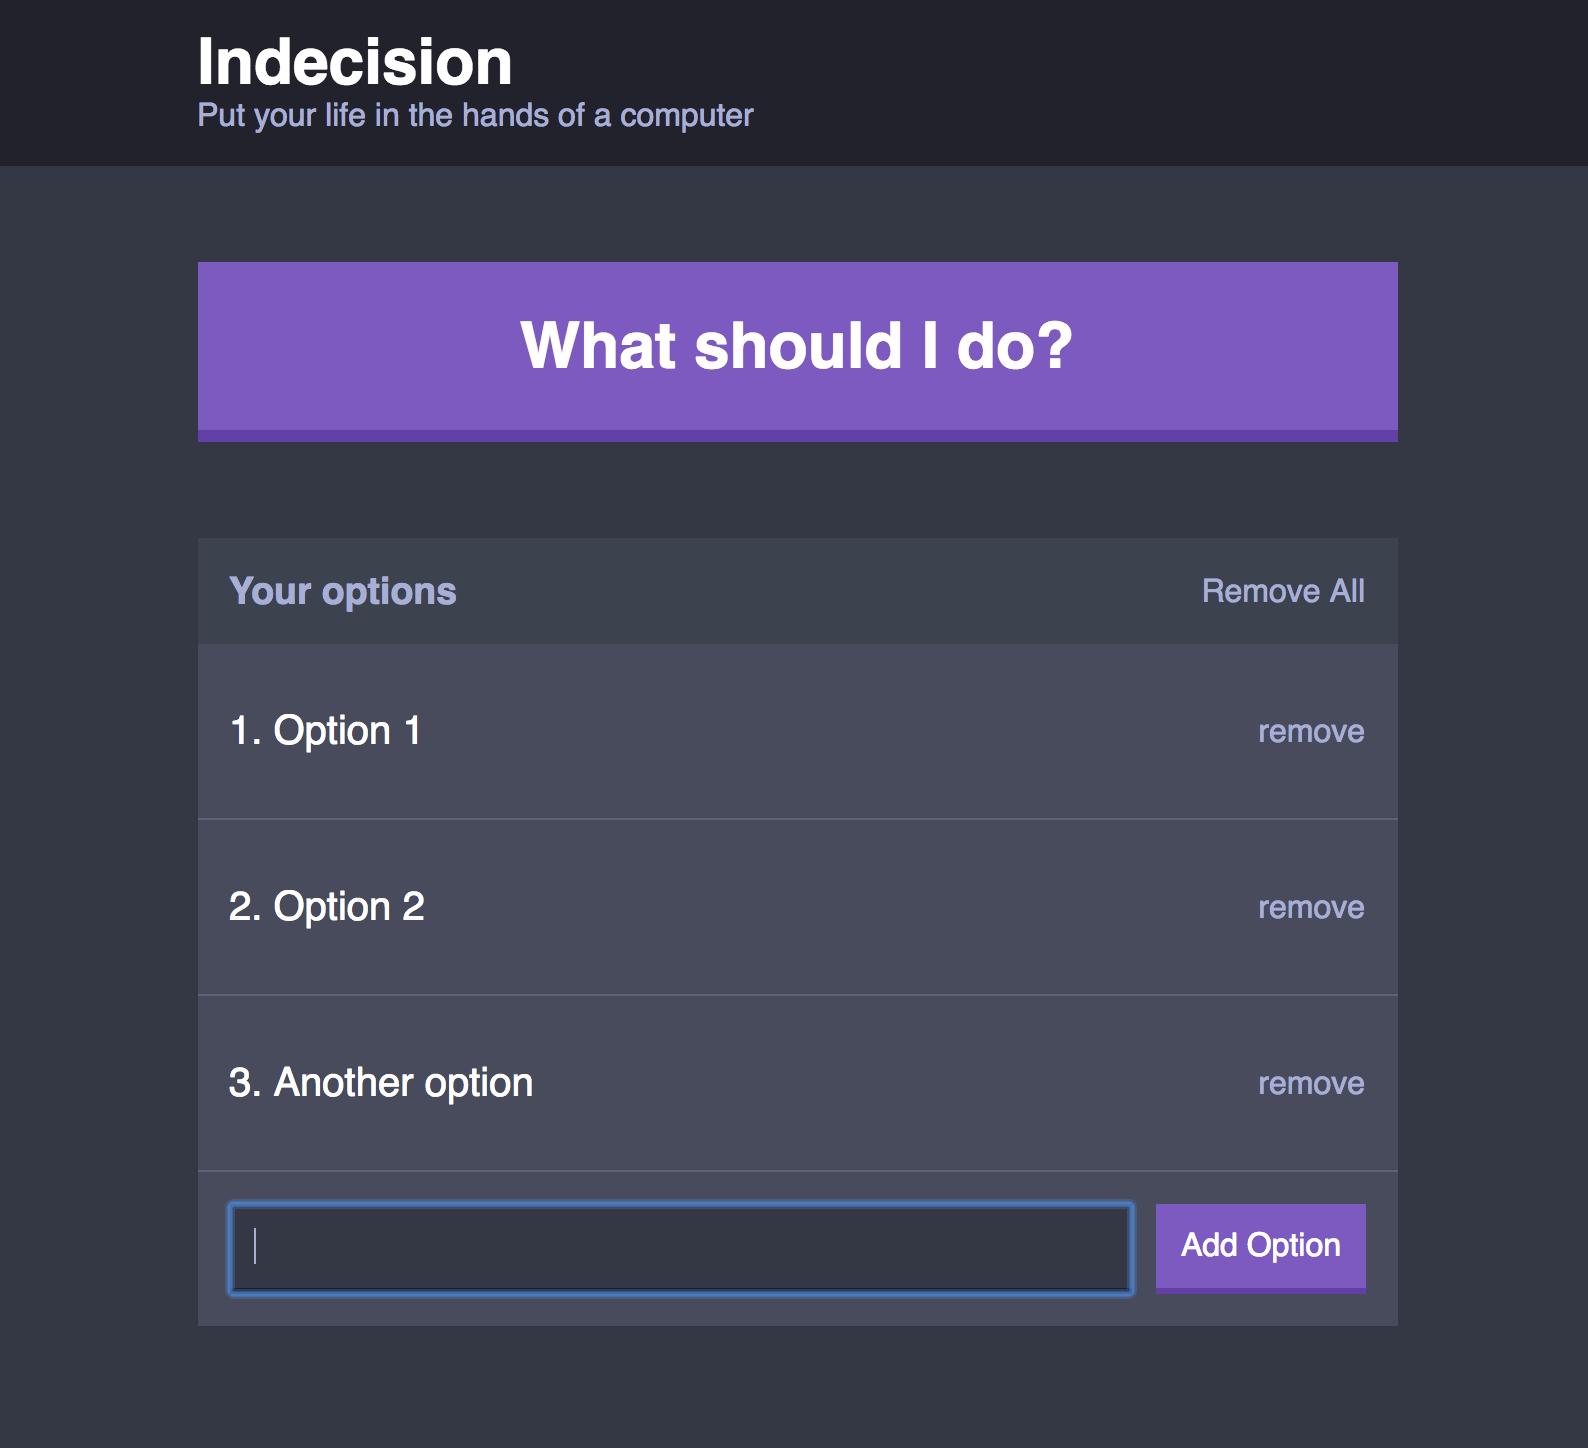 Indecision
Put your life in the hands of a computer
What should I do?
Your options
Remove All
1. Option 1
remove
2. Option 2
remove
3. Another option
remove
Add Option